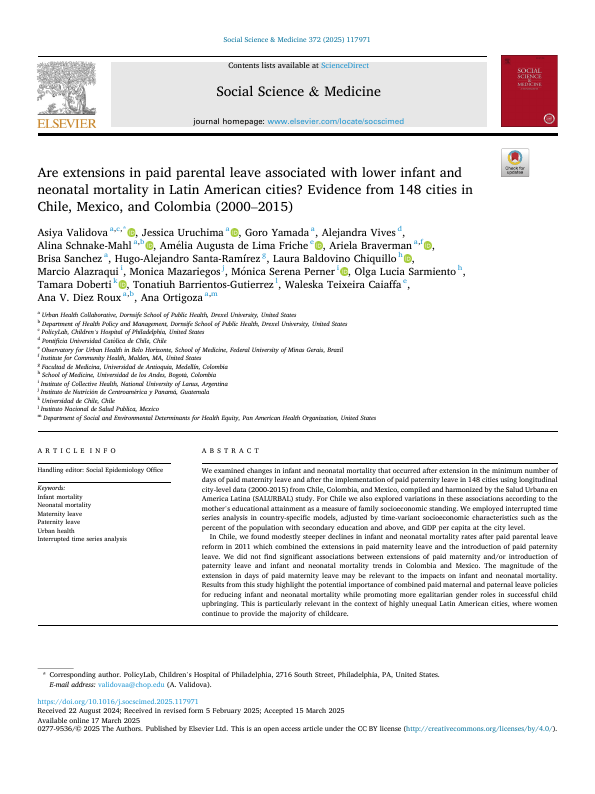 Social Science & Medicine 372 (2025) 117971
Contents lists available at ScienceDirect
Social Science & Medicine
journal homepage: www.elsevier.com/locate/socscimed
ELSEVIER
SOCIAL
SCIENCE
&
MEDICINE
Check for
updates
Are extensions in paid parental leave associated with lower infant and
neonatal mortality in Latin American cities? Evidence from 148 cities in
Chile, Mexico, and Colombia (2000–2015)
Asiya Validova a,c,*, Jessica Uruchima a, Goro Yamada a, Alejandra Vives d,
Alina Schnake-Mahl a,b, Amélia Augusta de Lima Friche e, Ariela Braverman a,f,
Brisa Sanchez a, Hugo-Alejandro Santa-Ramírez g, Laura Baldovino Chiquillo h,
Marcio Alazraqui i, Monica Mazariegos j, Mónica Serena Perner i, Olga Lucia Sarmiento h,
Tamara Doberti k, Tonatiuh Barrientos-Gutierrez l, Waleska Teixeira Caiaffa e,
Ana V. Diez Roux a,b, Ana Ortigoza a,m
a Urban Health Collaborative, Dornsife School of Public Health, Drexel University, United States
b Department of Health Policy and Management, Dornsife School of Public Health, Drexel University, United States
c PolicyLab, Children's Hospital of Philadelphia, United States
d Pontificia Universidad Católica de Chile, Chile
e Observatory for Urban Health in Belo Horizonte, School of Medicine, Federal University of Minas Gerais, Brazil
f Institute for Community Health, Malden, MA, United States
g Facultad de Medicina, Universidad de Antioquia, Medellín, Colombia
h School of Medicine, Universidad de los Andes, Bogotá, Colombia
i Institute of Collective Health, National University of Lanus, Argentina
j Instituto de Nutrición de Centroamérica y Panamá, Guatemala
k Universidad de Chile, Chile
l Instituto Nacional de Salud Publica, Mexico
m Department of Social and Environmental Determinants for Health Equity, Pan American Health Organization, United States
ARTICLE INFO
Handling editor: Social Epidemiology Office
Keywords:
Infant mortality
Neonatal mortality
Maternity leave
Paternity leave
Urban health
Interrupted time series analysis
ABSTRACT
We examined changes in infant and neonatal mortality that occurred after extension in the minimum number of
days of paid maternity leave and after the implementation of paid paternity leave in 148 cities using longitudinal
city-level data (2000-2015) from Chile, Colombia, and Mexico, compiled and harmonized by the Salud Urbana en
America Latina (SALURBAL) study. For Chile we also explored variations in these associations according to the
mother's educational attainment as a measure of family socioeconomic standing. We employed interrupted time
series analysis in country-specific models, adjusted by time-variant socioeconomic characteristics such as the
percent of the population with secondary education and above, and GDP per capita at the city level.
In Chile, we found modestly steeper declines in infant and neonatal mortality rates after paid parental leave
reform in 2011 which combined the extensions in paid maternity leave and the introduction of paid paternity
leave. We did not find significant associations between extensions of paid maternity and/or introduction of
paternity leave and infant and neonatal mortality trends in Colombia and Mexico. The magnitude of the
extension in days of paid maternity leave may be relevant to the impacts on infant and neonatal mortality.
Results from this study highlight the potential importance of combined paid maternal and paternal leave policies
for reducing infant and neonatal mortality while promoting more egalitarian gender roles in successful child
upbringing. This is particularly relevant in the context of highly unequal Latin American cities, where women
continue to provide the majority of childcare.
* Corresponding author. PolicyLab, Children's Hospital of Philadelphia, 2716 South Street, Philadelphia, PA, United States.
E-mail address: validovaa@chop.edu (A. Validova).
https://doi.org/10.1016/j.socscimed.2025.117971
Received 22 August 2024; Received in revised form 5 February 2025; Accepted 15 March 2025
Available online 17 March 2025
0277-9536/© 2025 The Authors. Published by Elsevier Ltd. This is an open access article under the CC BY license (http://creativecommons.org/licenses/by/4.0/).